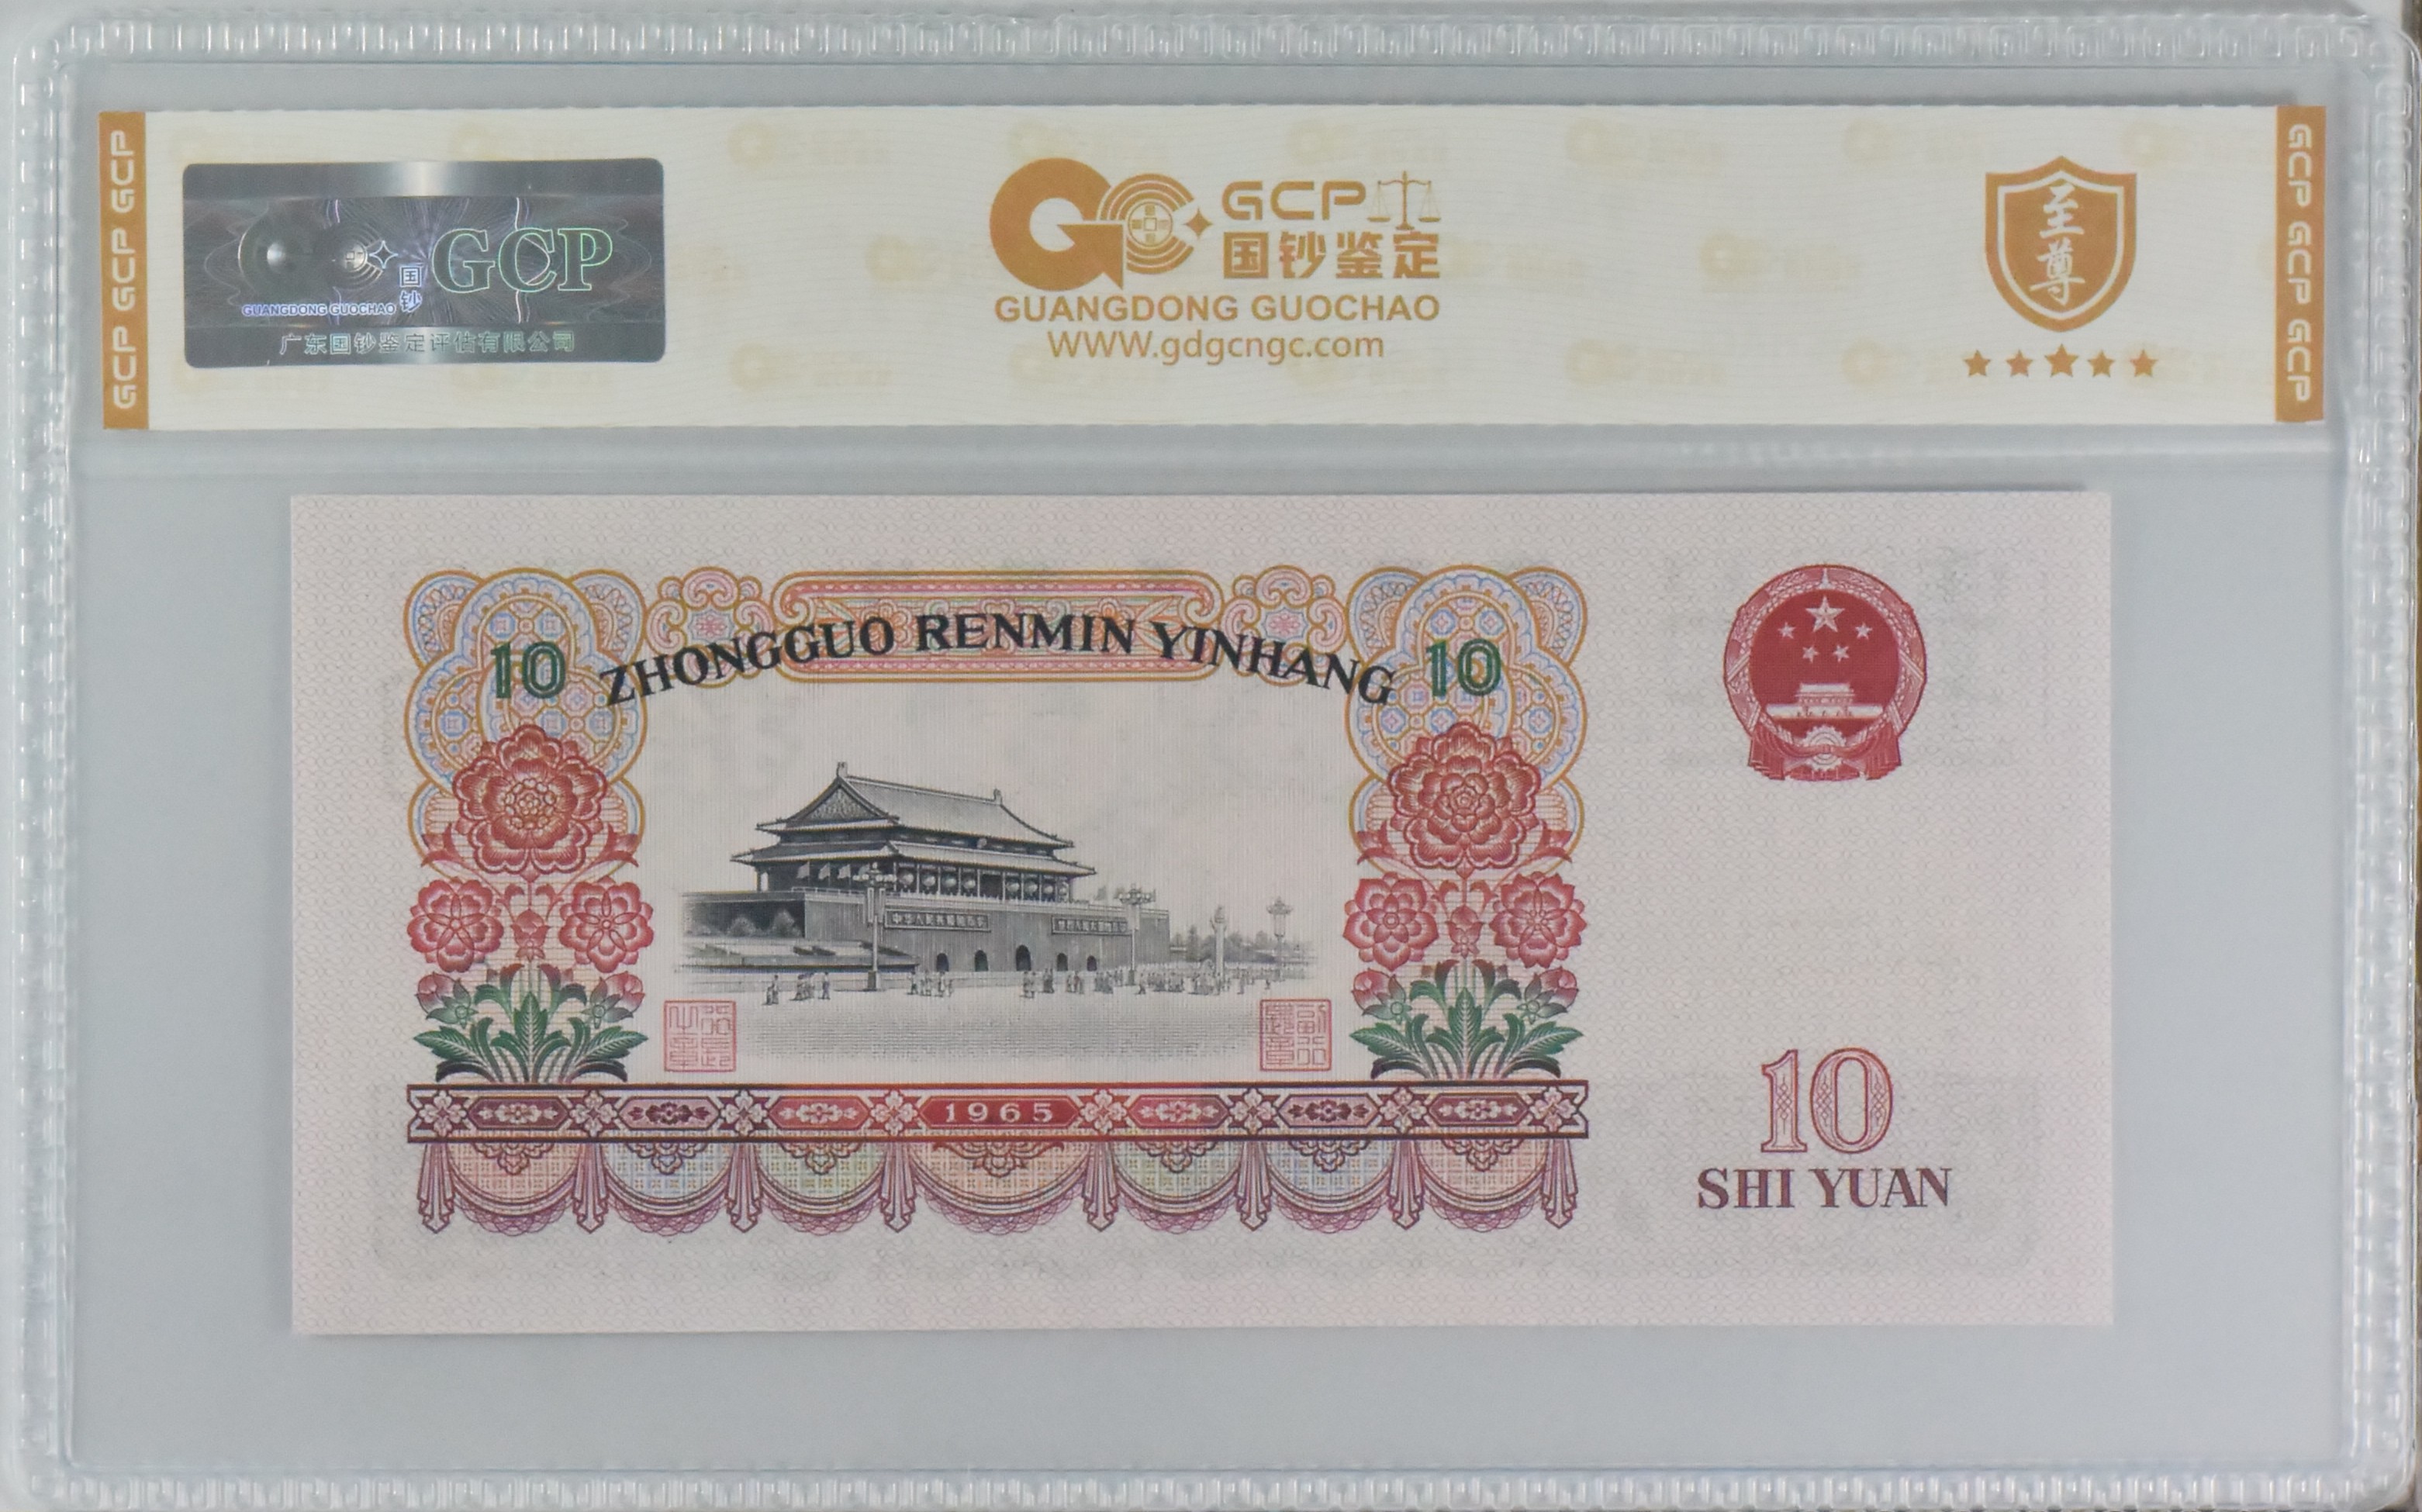 GCP GCP GCP
国钞
GCP
GUANGDONG GUOCHAO
广东国钞鉴定评估有限公司
GCP
国钞鉴定
GUANGDONG GUOCHAO
WWW.gdgcngc.com
至尊
GCP GCP GCP
10 ZHONGGUO RENMIN YINHANG 10
1965
10
SHI YUAN